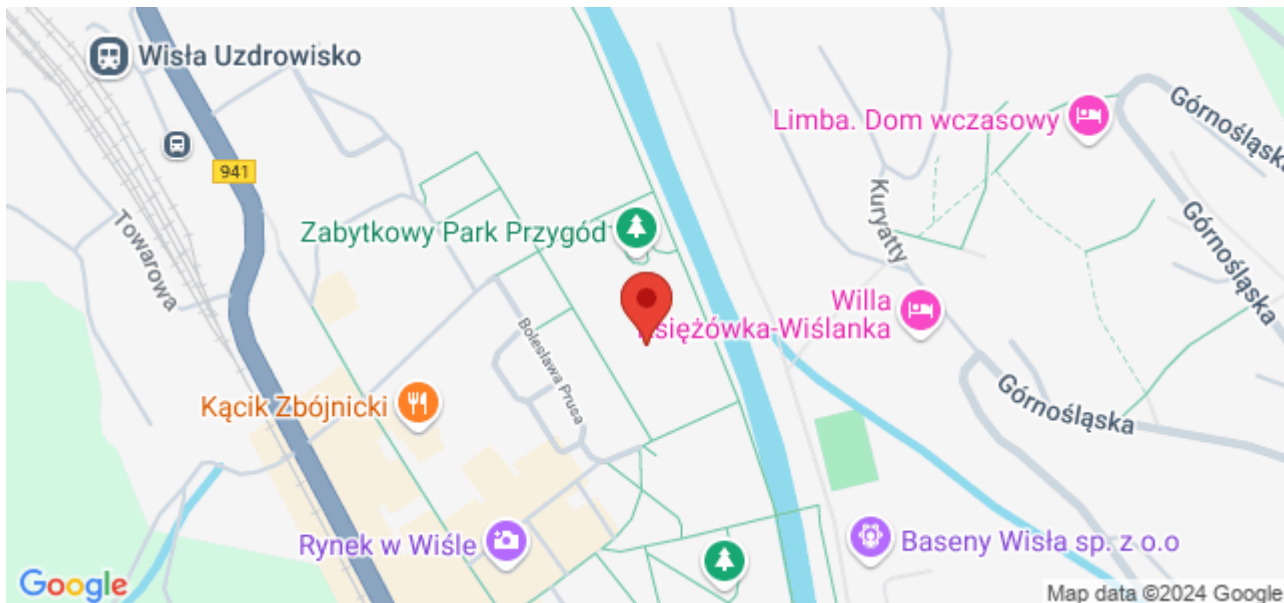 Wisła Uzdrowisko
941
Towarowa
Limba. Dom wczasowy
Górnośląska
Kuryatty
Górnośląska
Zabytkowy Park Przygód
Willa
siężówka-Wiślanka
Bolesława Prusa
Kącik Zbójnicki
Górnośląska
Rynek w Wiśle
Baseny Wisła sp. z o.o
Google
Map data ©2024 Google